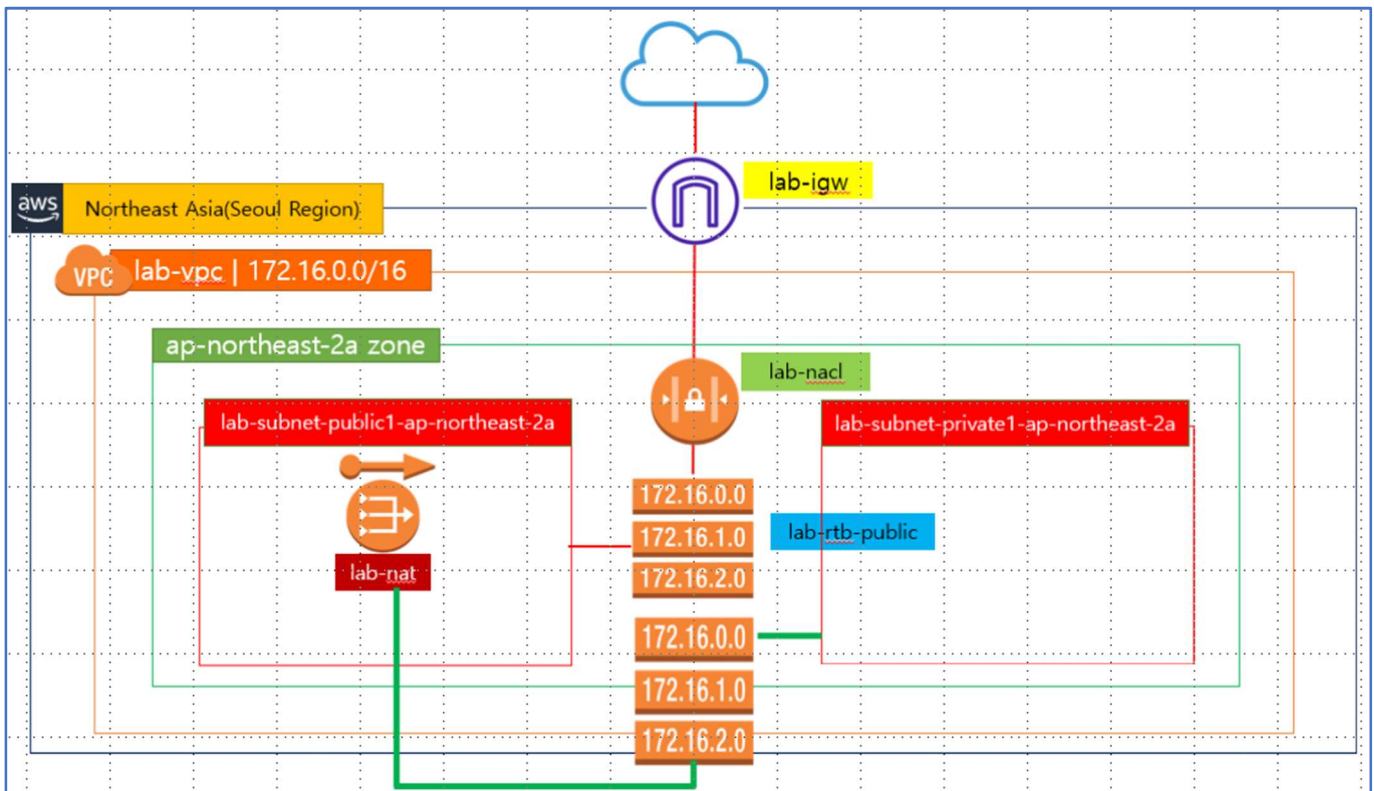 lab-igw
aws
Northeast Asia(Seoul Region)
VPC
lab-vpc | 172.16.0.0/16
ap-northeast-2a zone
lab-nacl
lab-subnet-public1-ap-northeast-2a
lab-subnet-private1-ap-northeast-2a
172.16.0.0
172.16.1.0
172.16.2.0
lab-rtb-public
lab-nat
172.16.0.0
172.16.1.0
172.16.2.0